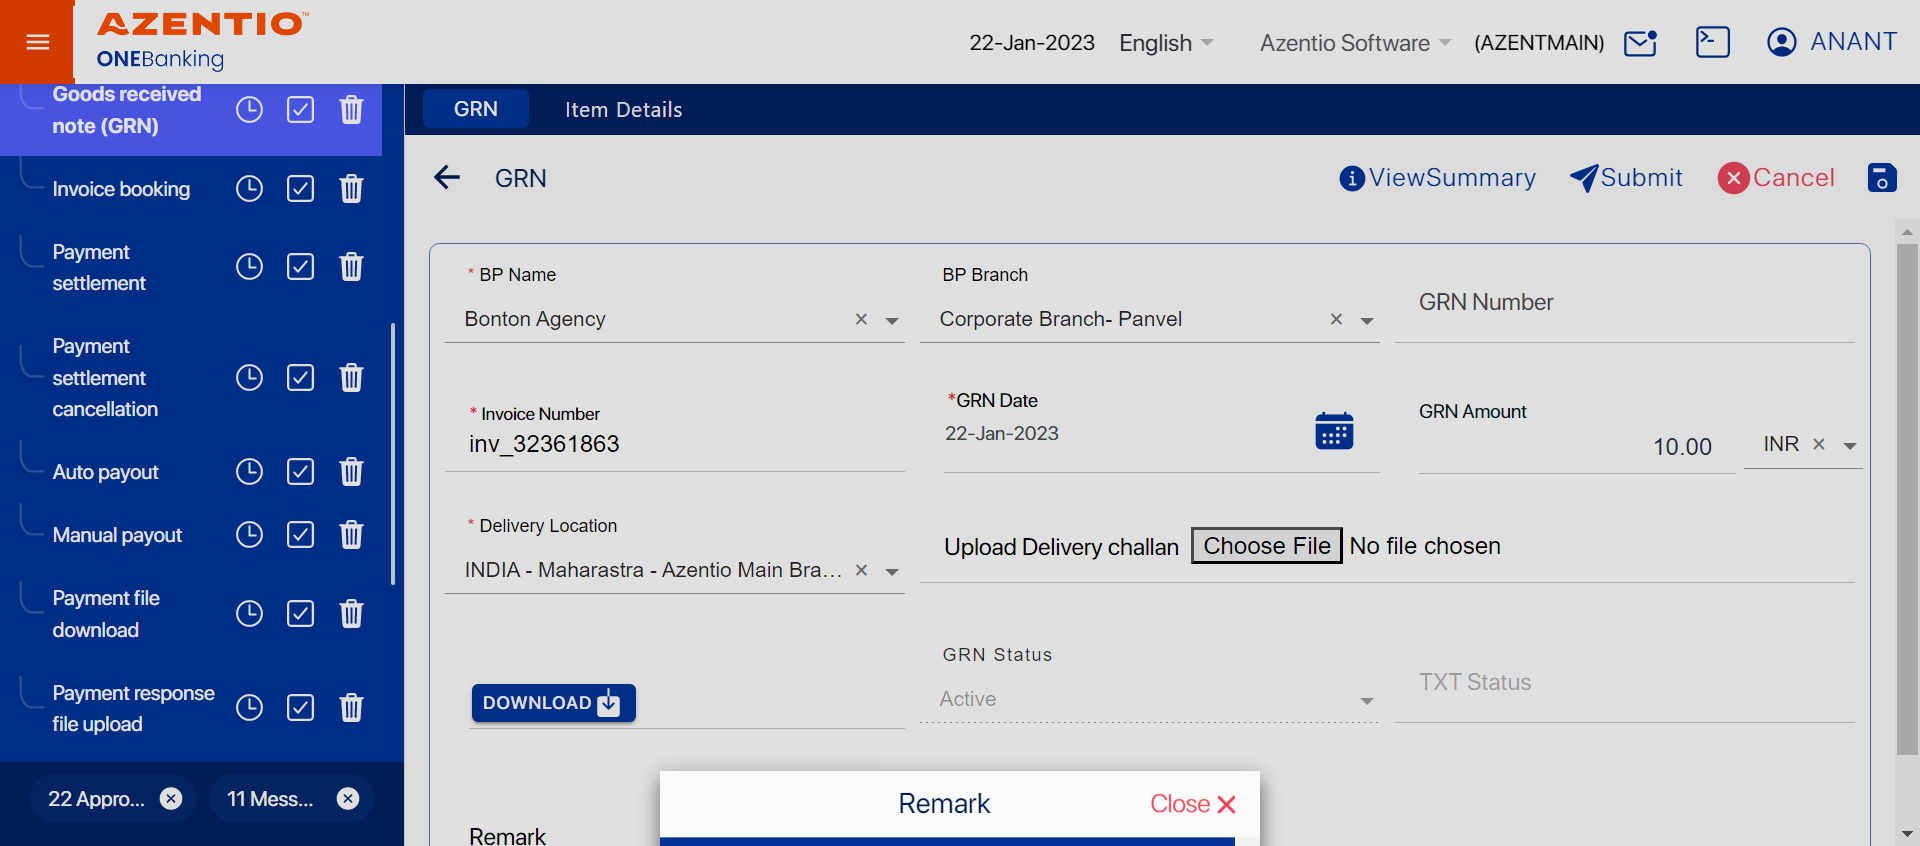 AZENTIO™
ONEBanking
22-Jan-2023
English
Azentio Software
(AZENTMAIN)
ANANT
Goods received
note (GRN)
Invoice booking
Payment
settlement
Payment
settlement
cancellation
Auto payout
Manual payout
Payment file
download
Payment response
file upload
22 Appro...
11 Mess...
GRN
Item Details
GRN
ViewSummary
Submit
Cancel
* BP Name
Bonton Agency
BP Branch
Corporate Branch- Panvel
GRN Number
* Invoice Number
inv_32361863
*GRN Date
22-Jan-2023
GRN Amount
10.00
INR
* Delivery Location
INDIA - Maharastra - Azentio Main Bra...
Upload Delivery challan
Choose File
No file chosen
DOWNLOAD
GRN Status
Active
TXT Status
Remark
Remark
Close